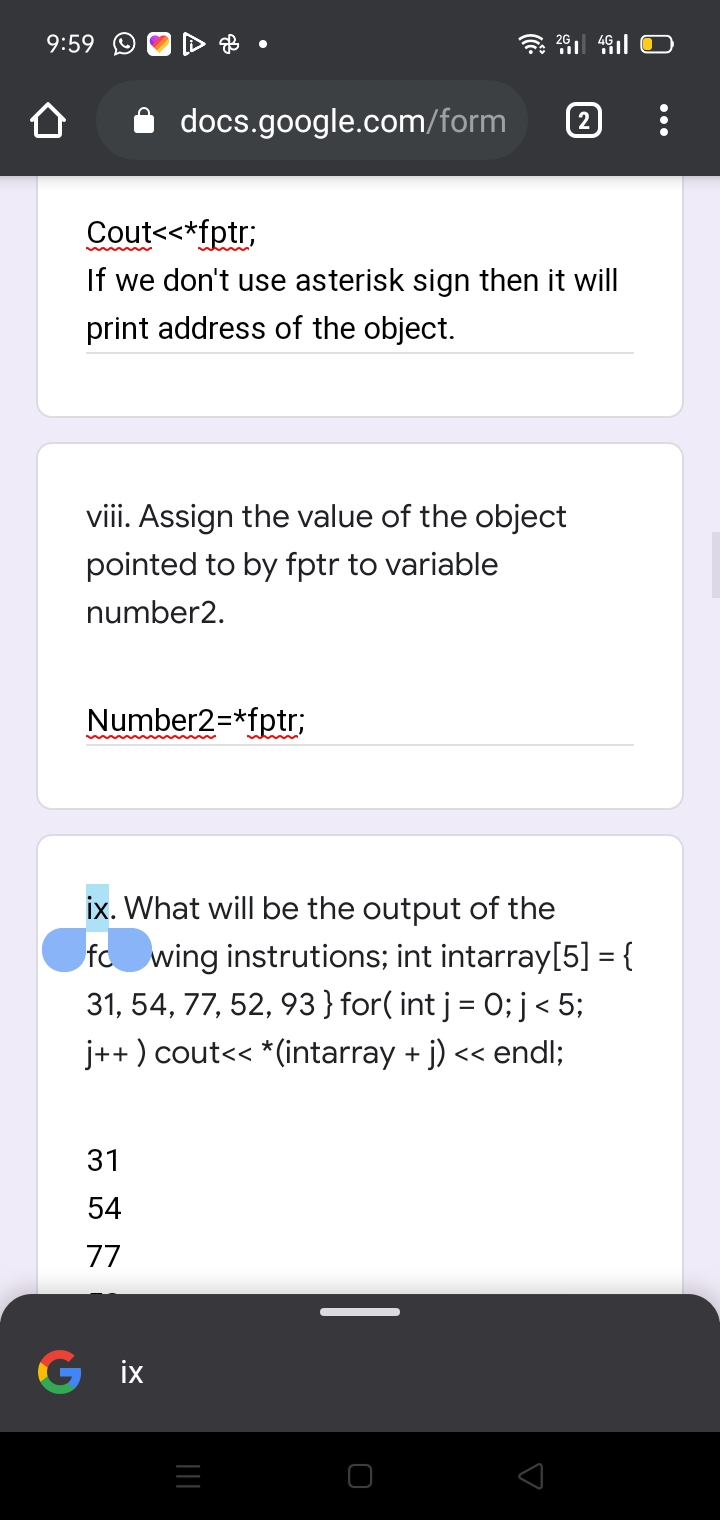 9:59
2G
4G
docs.google.com/form
2
Cout<<*fptr;
If we don't use asterisk sign then it will
print address of the object.
viii. Assign the value of the object
pointed to by fptr to variable
number2.
Number2=*fptr;
ix. What will be the output of the
wing instrutions; int intarray[5] = {
31, 54, 77, 52, 93 } for( int j = 0; j < 5;
j++ ) cout<< *(intarray + j) << endl;
31
54
77
ix